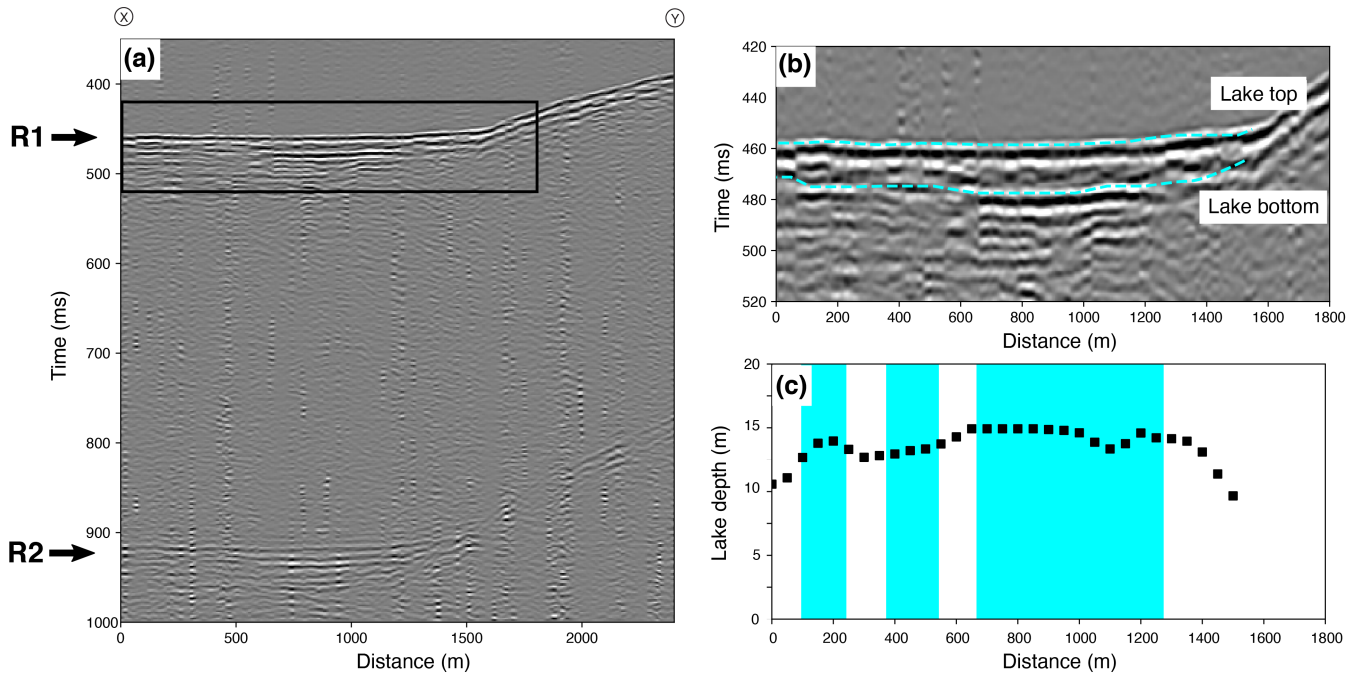 X
Y
(a)
R1
R2
400
500
600
700
800
900
1000
Time (ms)
0
500
1000
1500
2000
Distance (m)
(b)
Lake top
Lake bottom
420
440
460
480
500
520
Time (ms)
0
200
400
600
800
1000
1200
1400
1600
1800
Distance (m)
(c)
20
15
10
5
0
Lake depth (m)
0
200
400
600
800
1000
1200
1400
1600
1800
Distance (m)